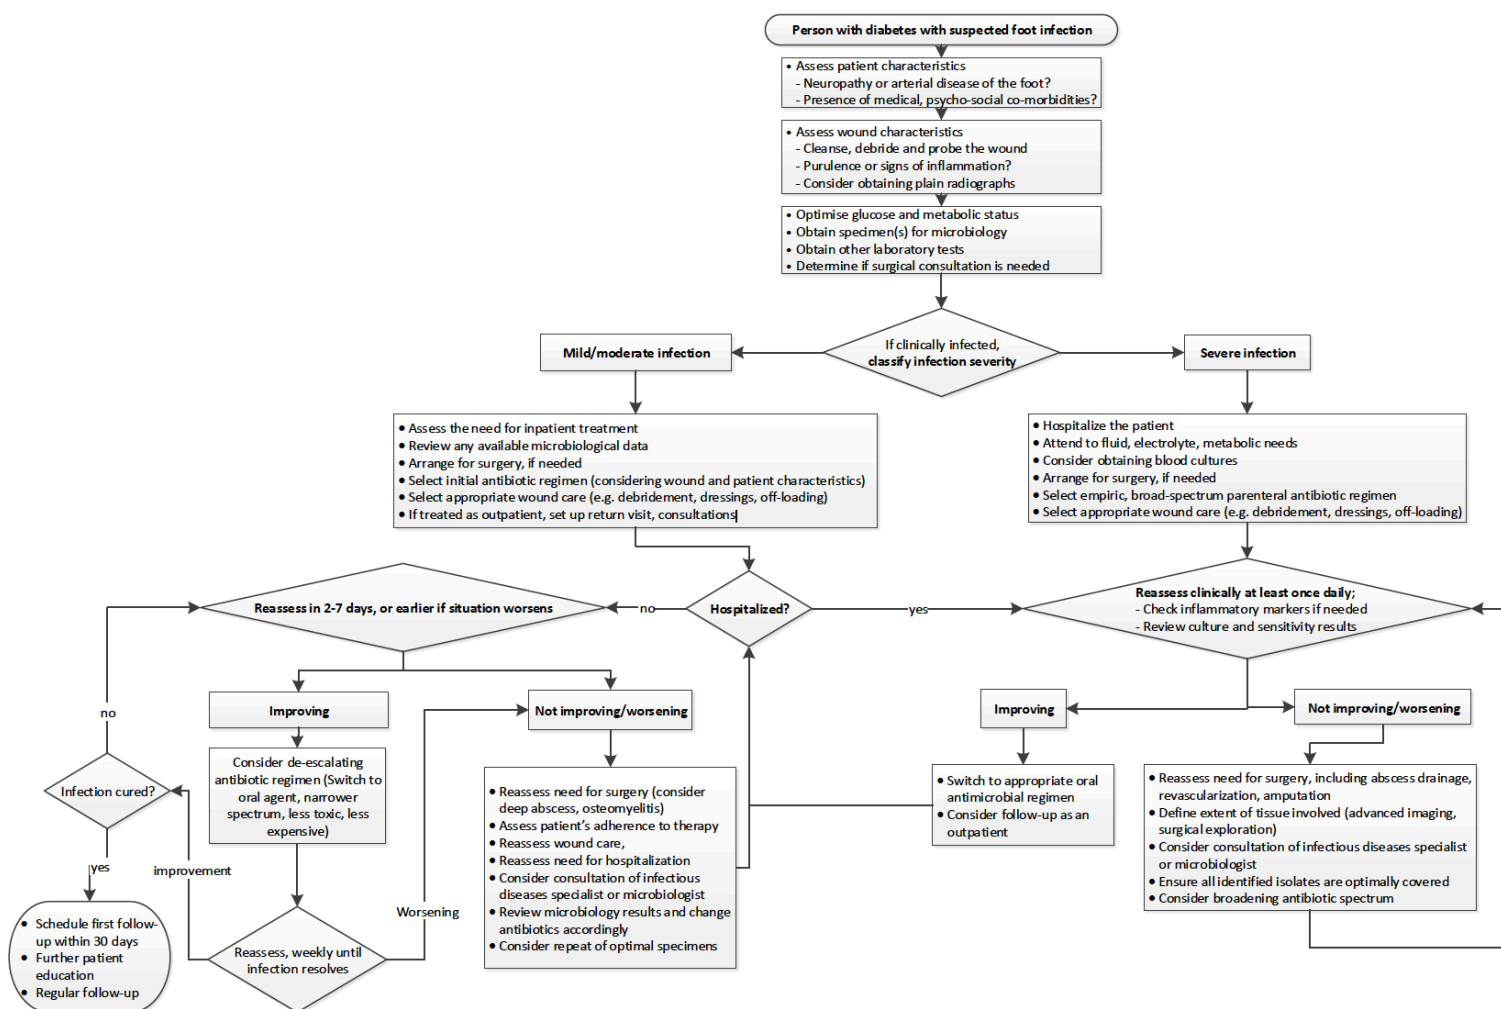 Person with diabetes with suspected foot infection
• Assess patient characteristics
- Neuropathy or arterial disease of the foot?
- Presence of medical, psycho-social co-morbidities?
• Assess wound characteristics
- Cleanse, debride and probe the wound
- Purulence or signs of inflammation?
- Consider obtaining plain radiographs
• Optimise glucose and metabolic status
• Obtain specimen(s) for microbiology
• Obtain other laboratory tests
• Determine if surgical consultation is needed
If clinically infected,
classify infection severity
Mild/moderate infection
Severe infection
• Assess the need for inpatient treatment
• Review any available microbiological data
• Arrange for surgery, if needed
• Select initial antibiotic regimen (considering wound and patient characteristics)
• Select appropriate wound care (e.g. debridement, dressings, off-loading)
• If treated as outpatient, set up return visit, consultations
• Hospitalize the patient
• Attend to fluid, electrolyte, metabolic needs
• Consider obtaining blood cultures
• Arrange for surgery, if needed
• Select empiric, broad-spectrum parenteral antibiotic regimen
• Select appropriate wound care (e.g. debridement, dressings, off-loading)
Reassess in 2-7 days, or earlier if situation worsens
no
Hospitalized?
yes
Reassess clinically at least once daily;
- Check inflammatory markers if needed
- Review culture and sensitivity results
no
Improving
Not improving/worsening
Improving
Not improving/worsening
Infection cured?
Consider de-escalating
antibiotic regimen (Switch to
oral agent, narrower
spectrum, less toxic, less
expensive)
• Reassess need for surgery (consider
deep abscess, osteomyelitis)
• Assess patient's adherence to therapy
• Reassess wound care,
• Reassess need for hospitalization
• Consider consultation of infectious
diseases specialist or microbiologist
• Review microbiology results and change
antibiotics accordingly
• Consider repeat of optimal specimens
• Switch to appropriate oral
antimicrobial regimen
• Consider follow-up as an
outpatient
• Reassess need for surgery, including abscess drainage,
revascularization, amputation
• Define extent of tissue involved (advanced imaging,
surgical exploration)
• Consider consultation of infectious diseases specialist
or microbiologist
• Ensure all identified isolates are optimally covered
• Consider broadening antibiotic spectrum
yes
improvement
Worsening
• Schedule first follow-
up within 30 days
• Further patient
education
• Regular follow-up
Reassess, weekly until
infection resolves